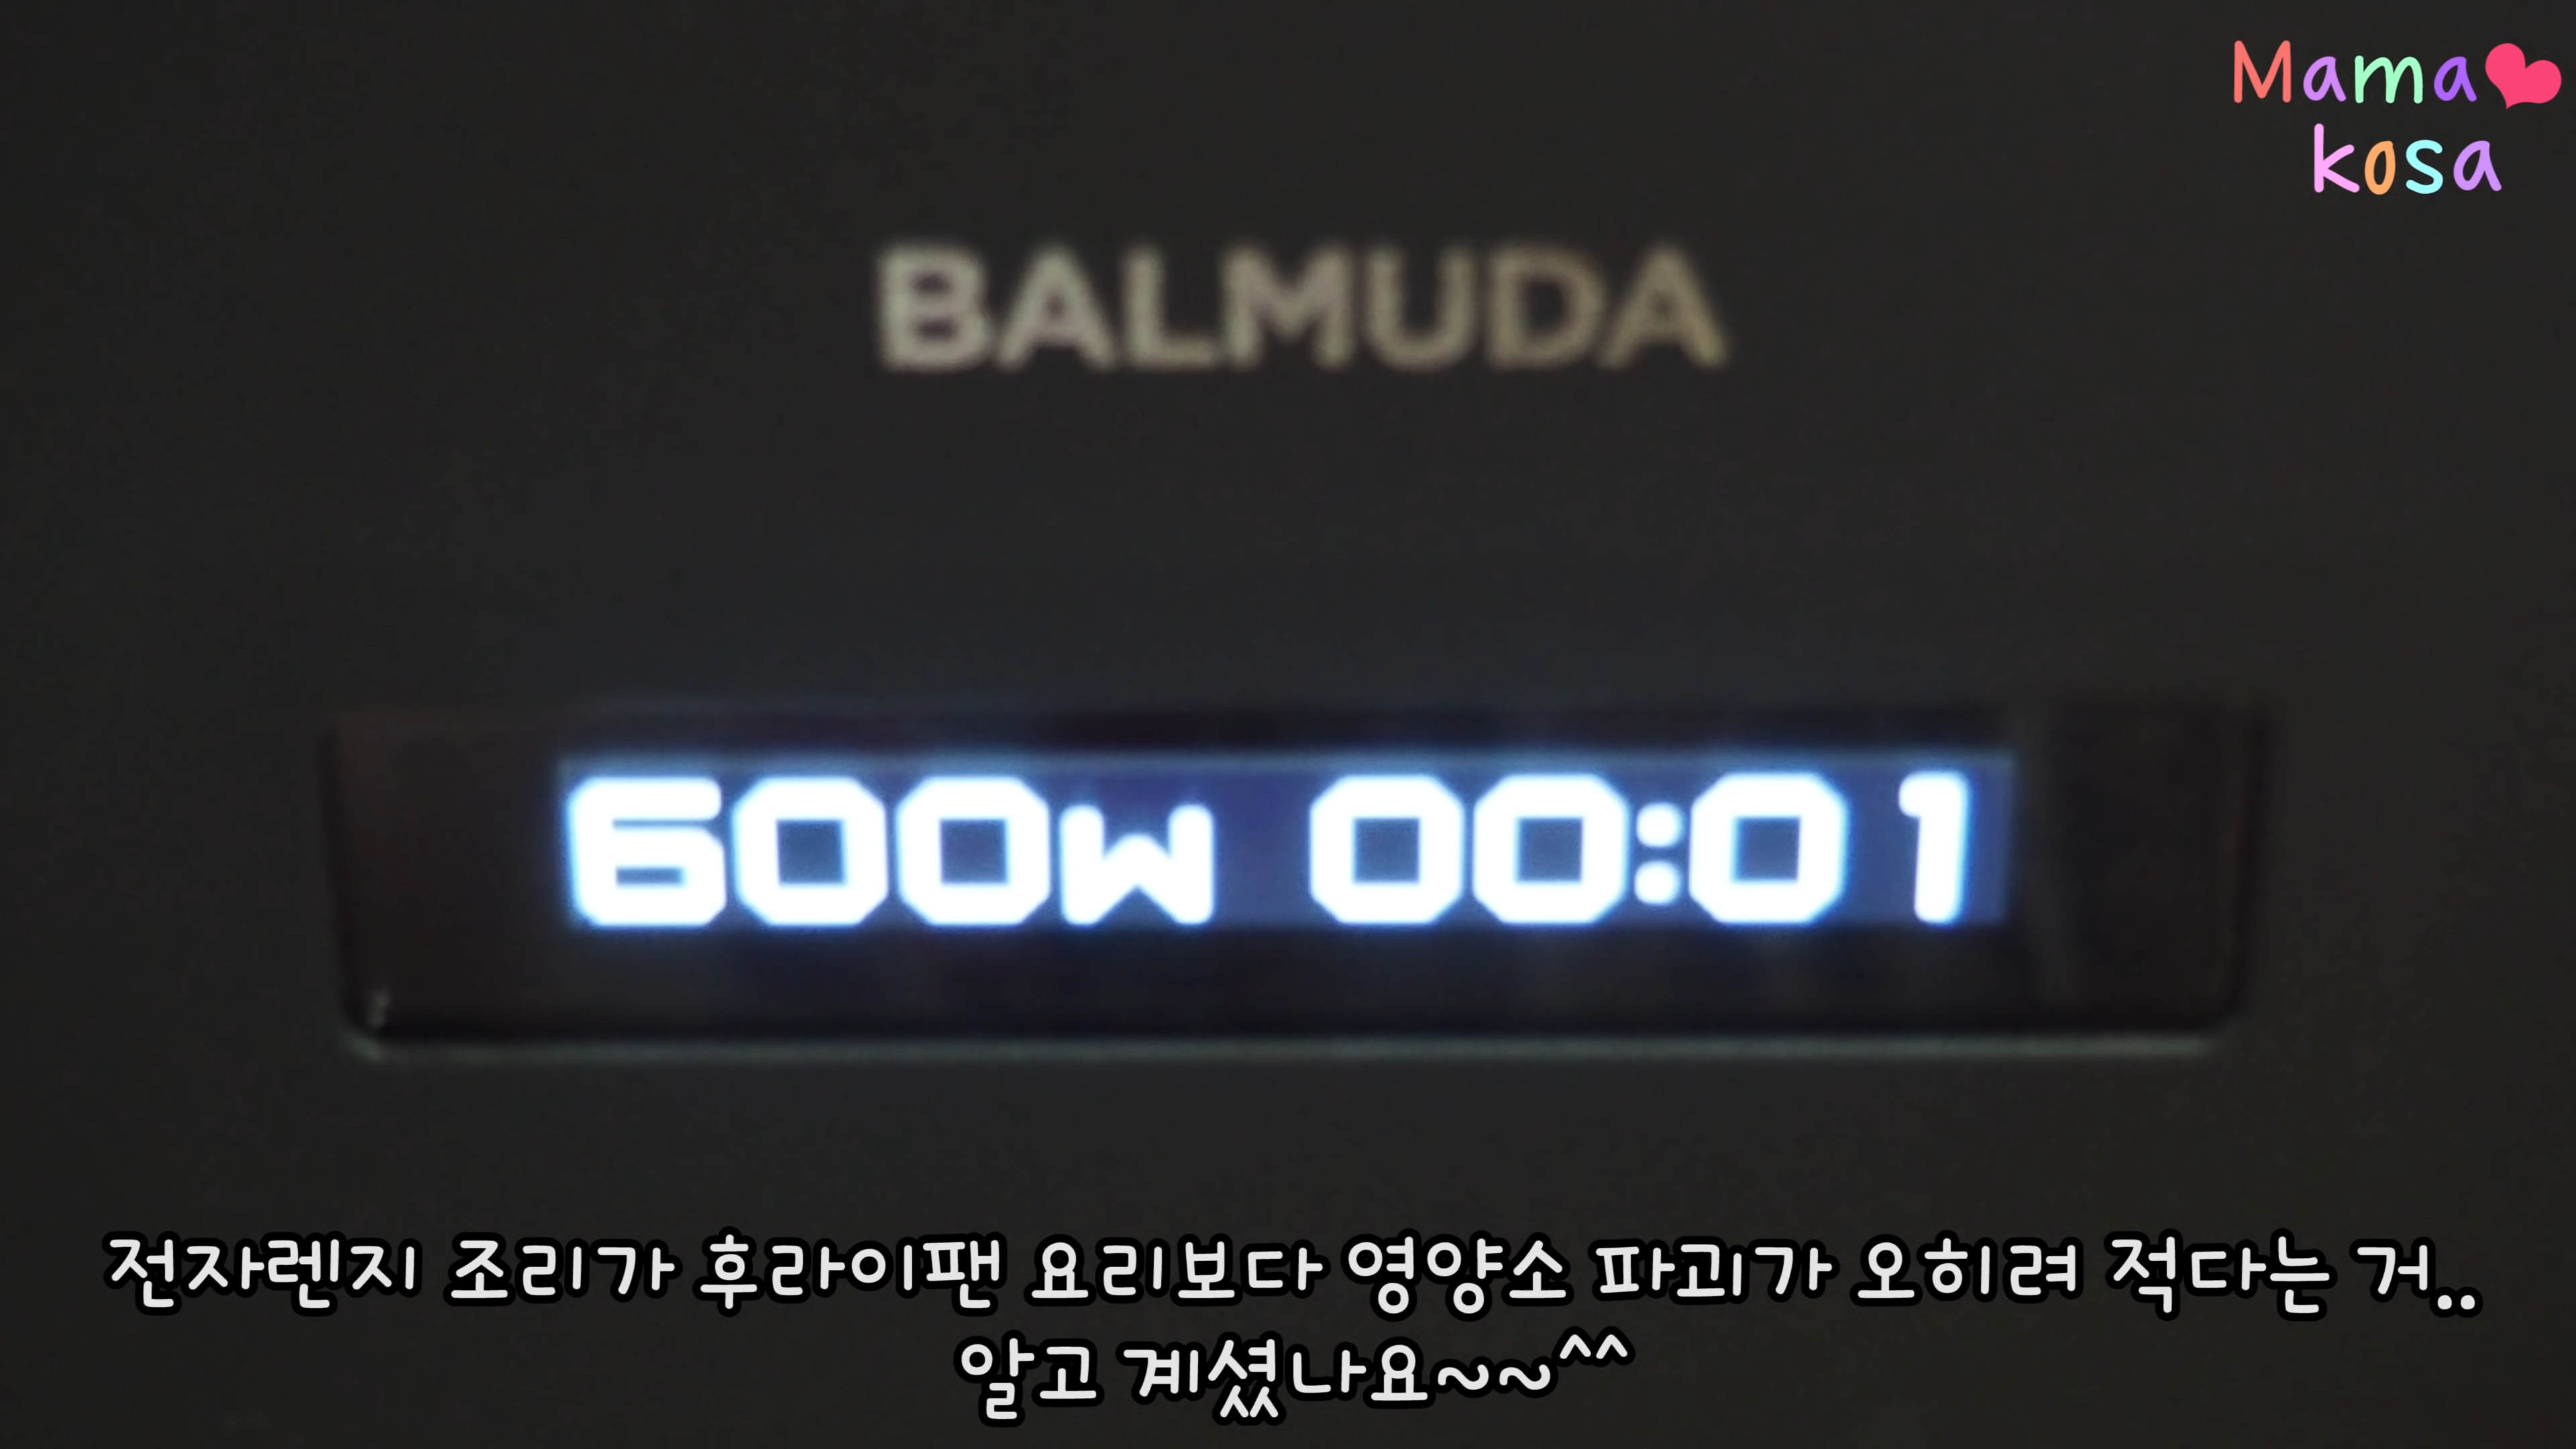 Mama
kosa
BALMUDA
600W 00:01
전자렌지 조리가 후라이팬 요리보다 영양소 파괴가 오히려 적다는 거..
알고 계셨나요~~^^